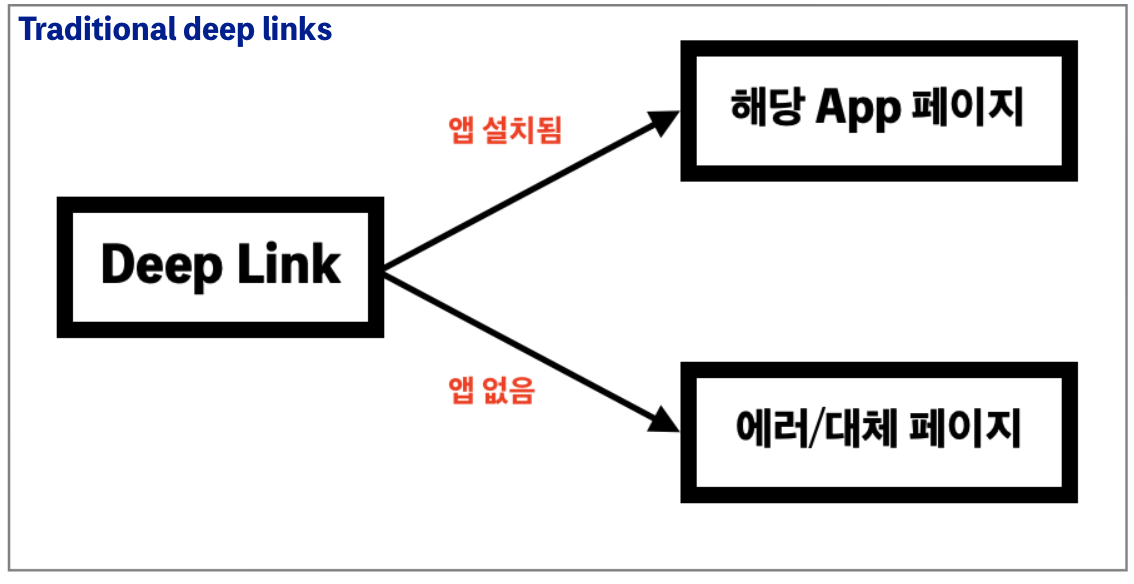 Traditional deep links
앱 설치됨
해당 App 페이지
Deep Link
앱 없음
에러/대체 페이지